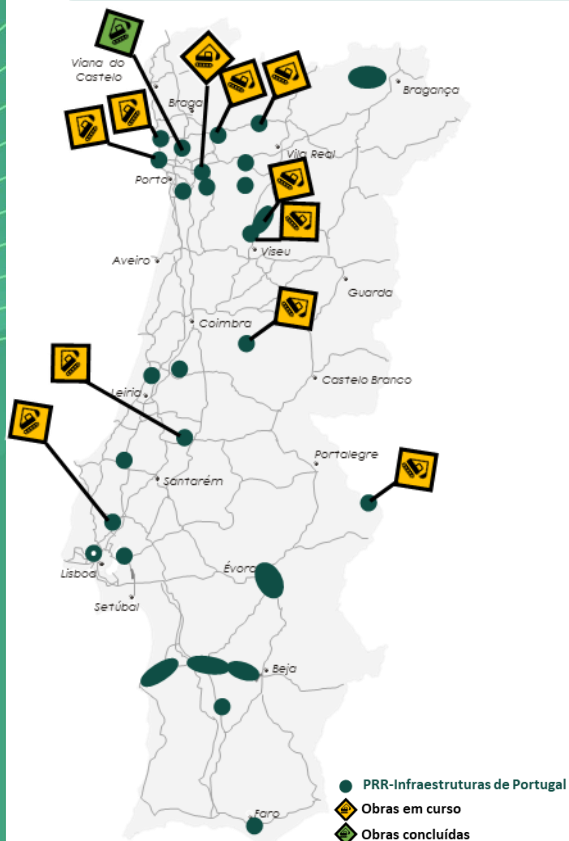 Viana do
Castelo
Bragança
Braga
Vila Real
Porto
Viseu
Aveiro
Guarda
Coimbra
Castelo Branco
Leiria
Portalegre
Santarém
Évora
Lisboa
Setúbal
Beja
Faro
PRR-Infraestruturas de Portugal
Obras em curso
Obras concluídas